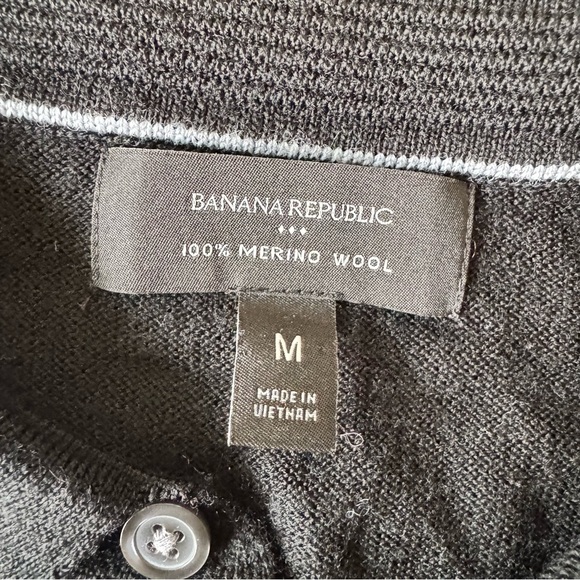 BANANA REPUBLIC
100% MERINO WOOL
M
MADE IN
VIETNAM